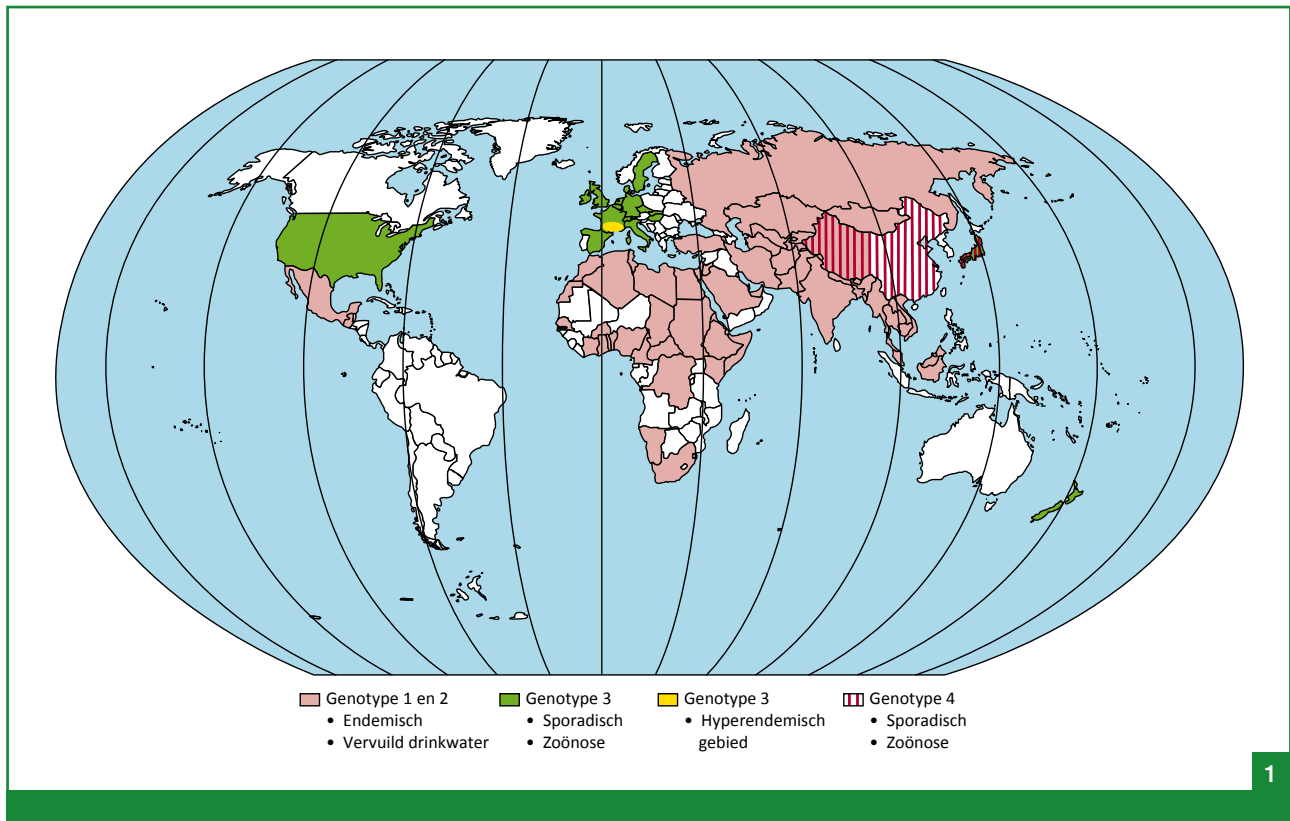 Genotype 1 en 2
• Endemisch
• Vervuild drinkwater
Genotype 3
• Sporadisch
• Zoönose
Genotype 3
• Hyperendemisch
gebied
Genotype 4
• Sporadisch
• Zoönose
1